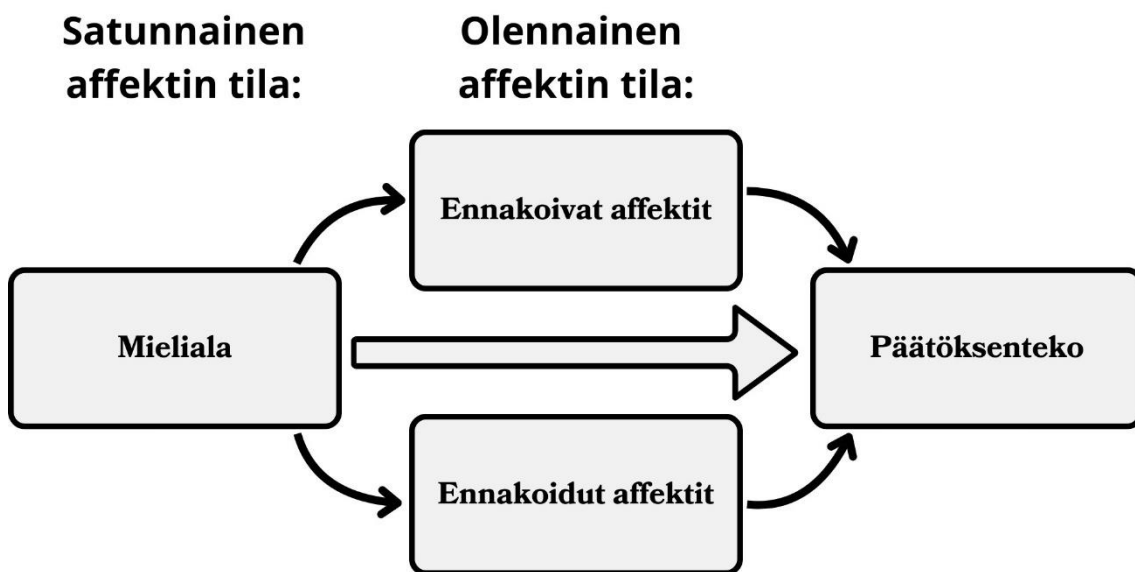 Satunnainen
affektin tila:
Olennainen
affektin tila:
Ennakoivat affektit
Mieliala
Päätöksenteko
Ennakoidut affektit